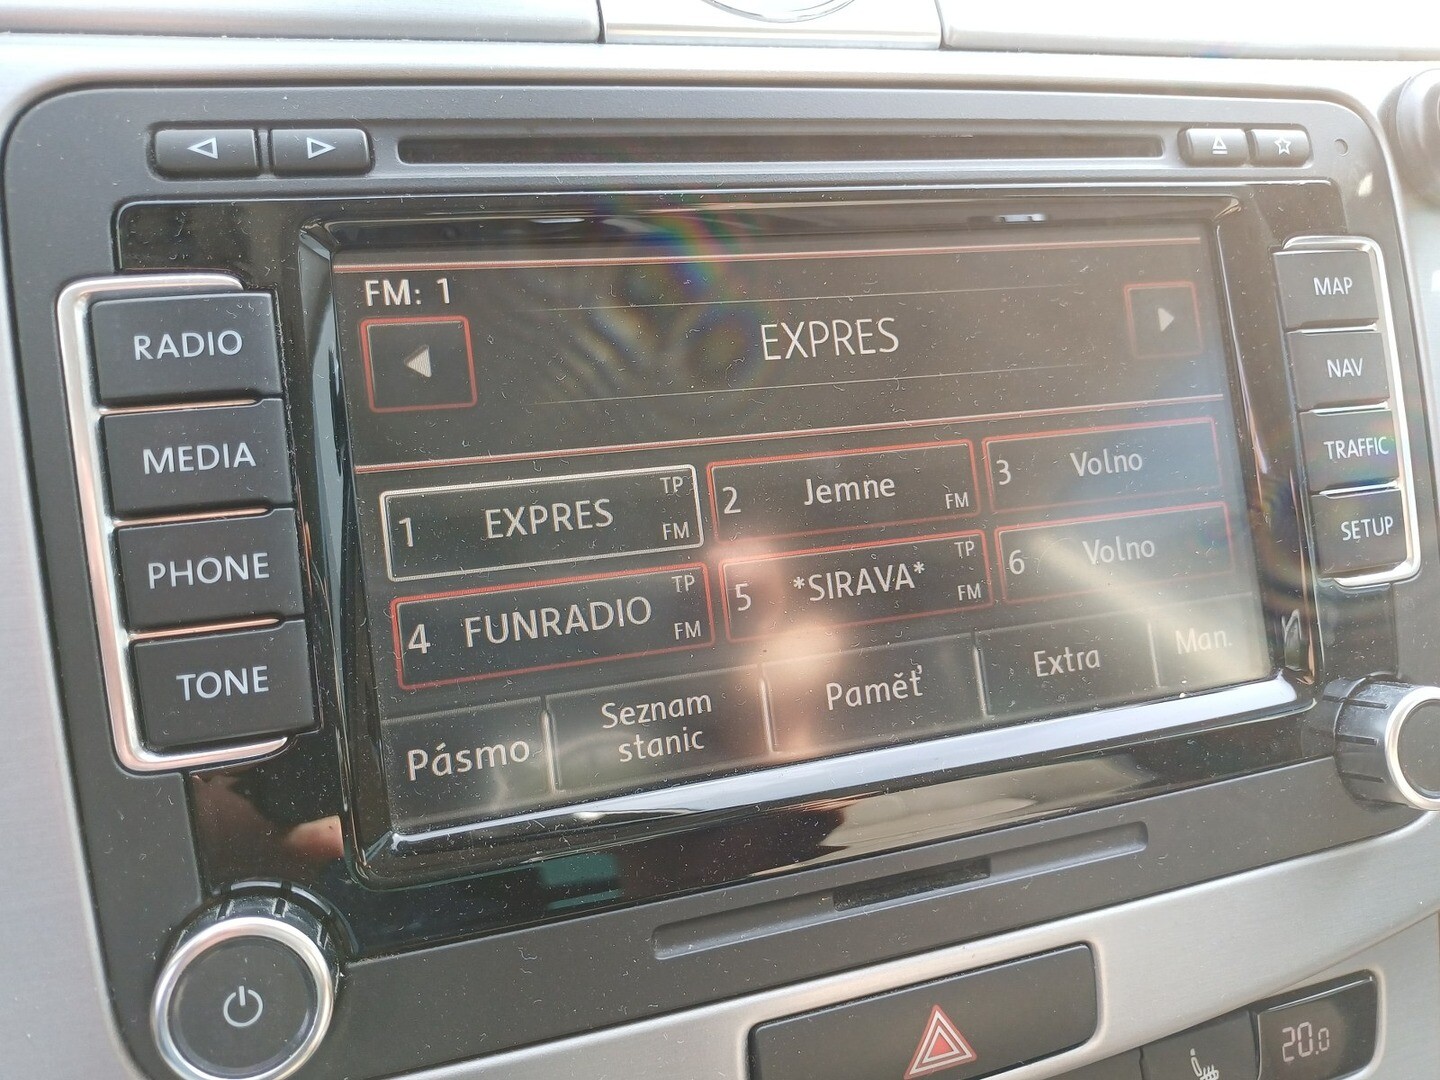 RADIO
MEDIA
PHONE
TONE
FM: 1
EXPRES
1 EXPRES TP FM
2 Jemne FM
3 Volno
4 FUNRADIO TP FM
5 *SIRAVA* TP FM
6 Volno
Pásmo
Seznam
stanic
Paměť
Extra
Man.
MAP
NAV
TRAFFIC
SETUP
20.0